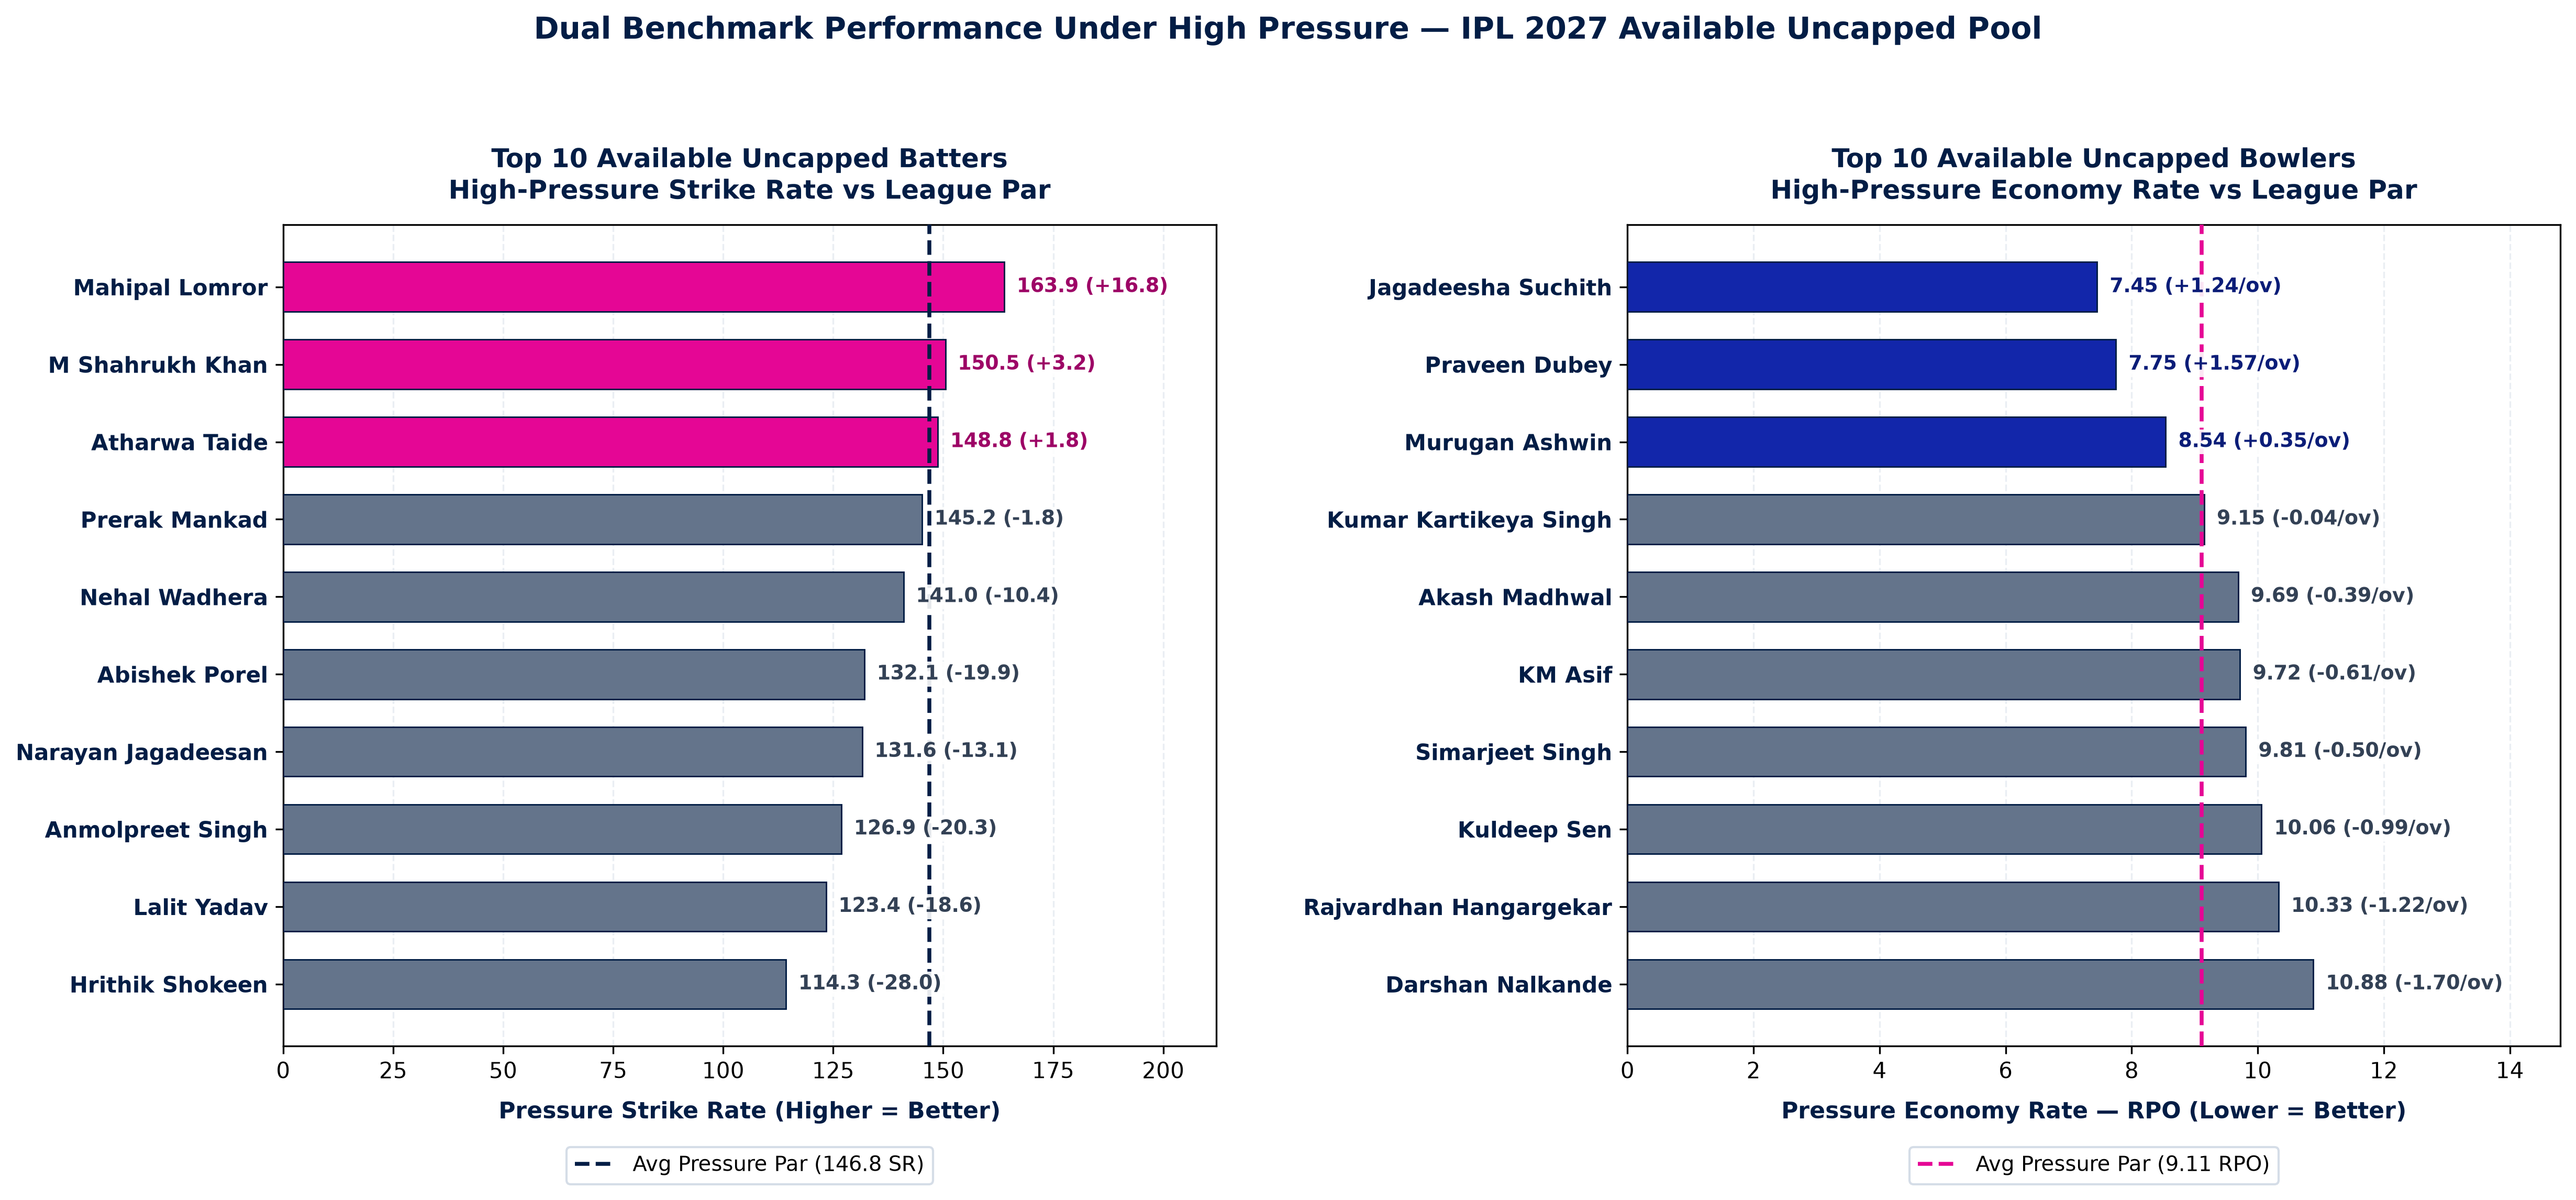 Dual Benchmark Performance Under High Pressure — IPL 2027 Available Uncapped Pool
Top 10 Available Uncapped Batters
High-Pressure Strike Rate vs League Par
Mahipal Lomror 163.9 (+16.8)
M Shahrukh Khan 150.5 (+3.2)
Atharwa Taide 148.8 (+1.8)
Prerak Mankad 145.2 (-1.8)
Nehal Wadhera 141.0 (-10.4)
Abishek Porel 132.1 (-19.9)
Narayan Jagadeesan 131.6 (-13.1)
Anmolpreet Singh 126.9 (-20.3)
Lalit Yadav 123.4 (-18.6)
Hrithik Shokeen 114.3 (-28.0)
0 25 50 75 100 125 150 175 200
Pressure Strike Rate (Higher = Better)
Avg Pressure Par (146.8 SR)
Top 10 Available Uncapped Bowlers
High-Pressure Economy Rate vs League Par
Jagadeesha Suchith 7.45 (+1.24/ov)
Praveen Dubey 7.75 (+1.57/ov)
Murugan Ashwin 8.54 (+0.35/ov)
Kumar Kartikeya Singh 9.15 (-0.04/ov)
Akash Madhwal 9.69 (-0.39/ov)
KM Asif 9.72 (-0.61/ov)
Simarjeet Singh 9.81 (-0.50/ov)
Kuldeep Sen 10.06 (-0.99/ov)
Rajvardhan Hangargekar 10.33 (-1.22/ov)
Darshan Nalkande 10.88 (-1.70/ov)
0 2 4 6 8 10 12 14
Pressure Economy Rate — RPO (Lower = Better)
Avg Pressure Par (9.11 RPO)